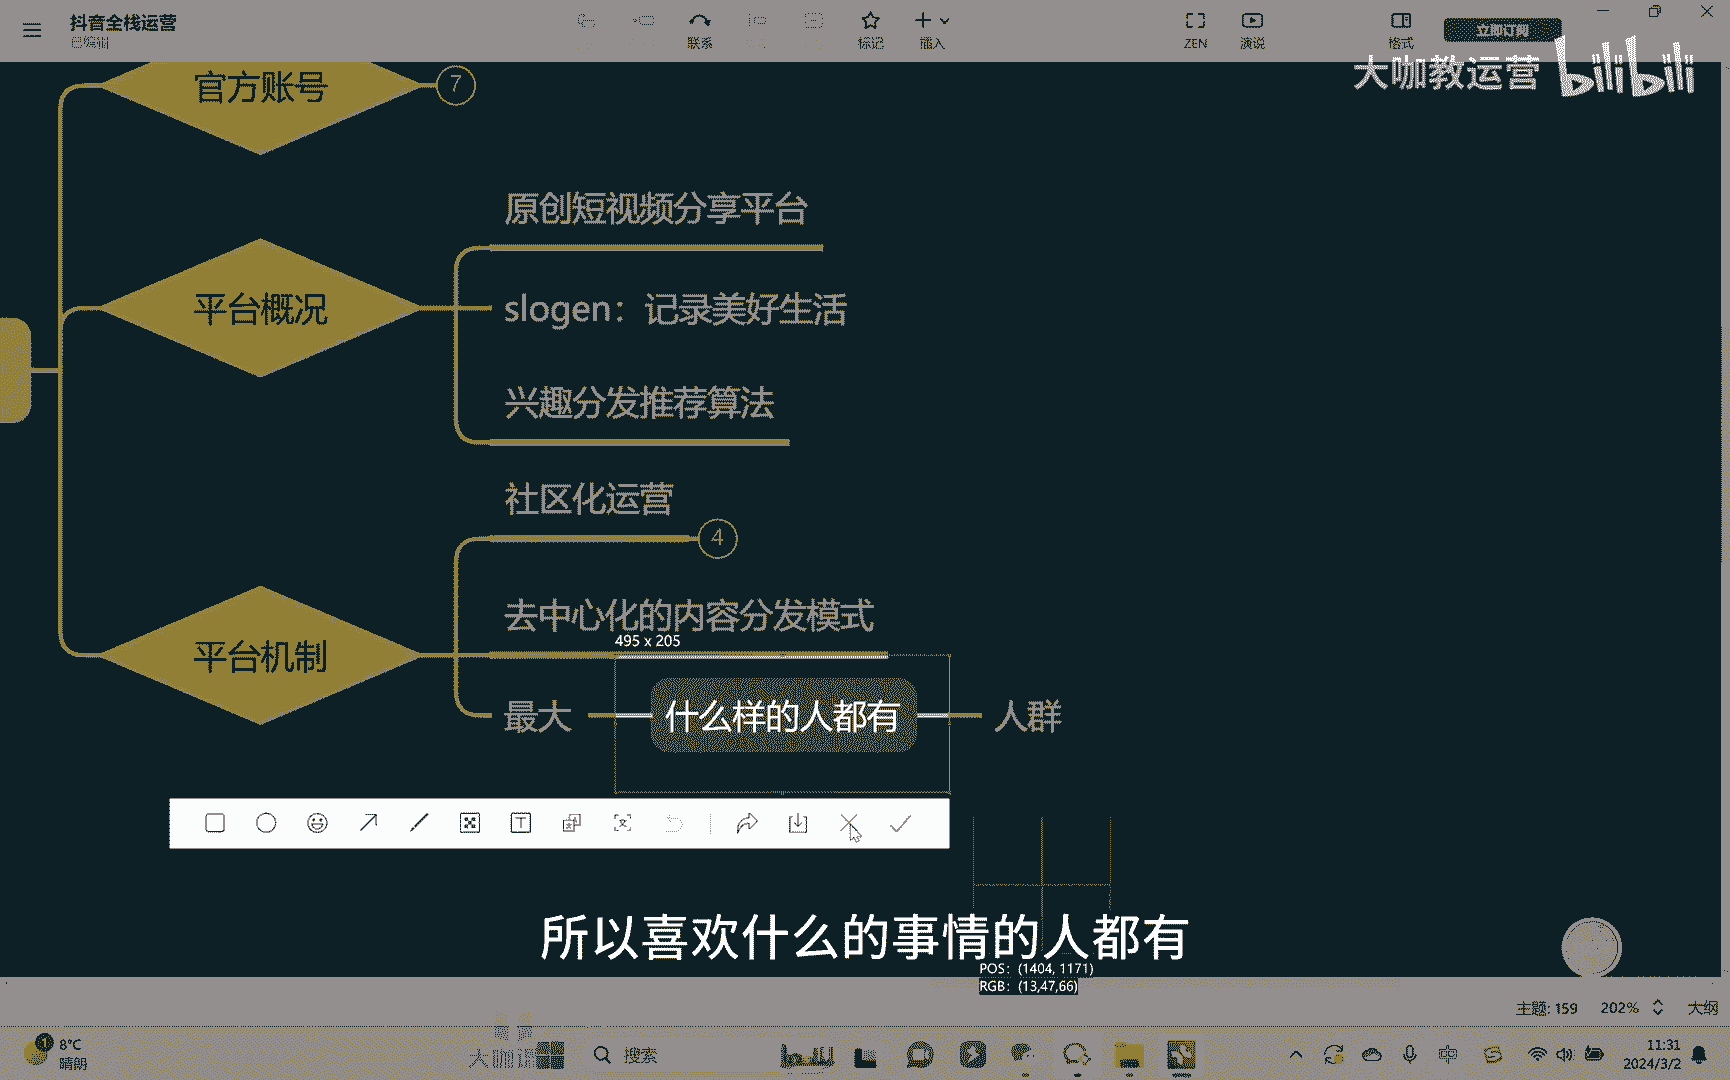 抖音全栈运营
已编辑
联系
标记
插入
ZEN
演说
格式
立即订阅
大咖教运营 bilibili
官方账号
7
原创短视频分享平台
平台概况
slogen：记录美好生活
兴趣分发推荐算法
社区化运营
4
去中心化的内容分发模式
495 x 205
平台机制
最大
什么样的人都有
人群
所以喜欢什么的事情的人都有
POS: (1404, 1171)
RGB: (13,47,66)
主题: 159
202%
大纲
1
8°C
晴朗
搜索
中
11:31
2024/3/2